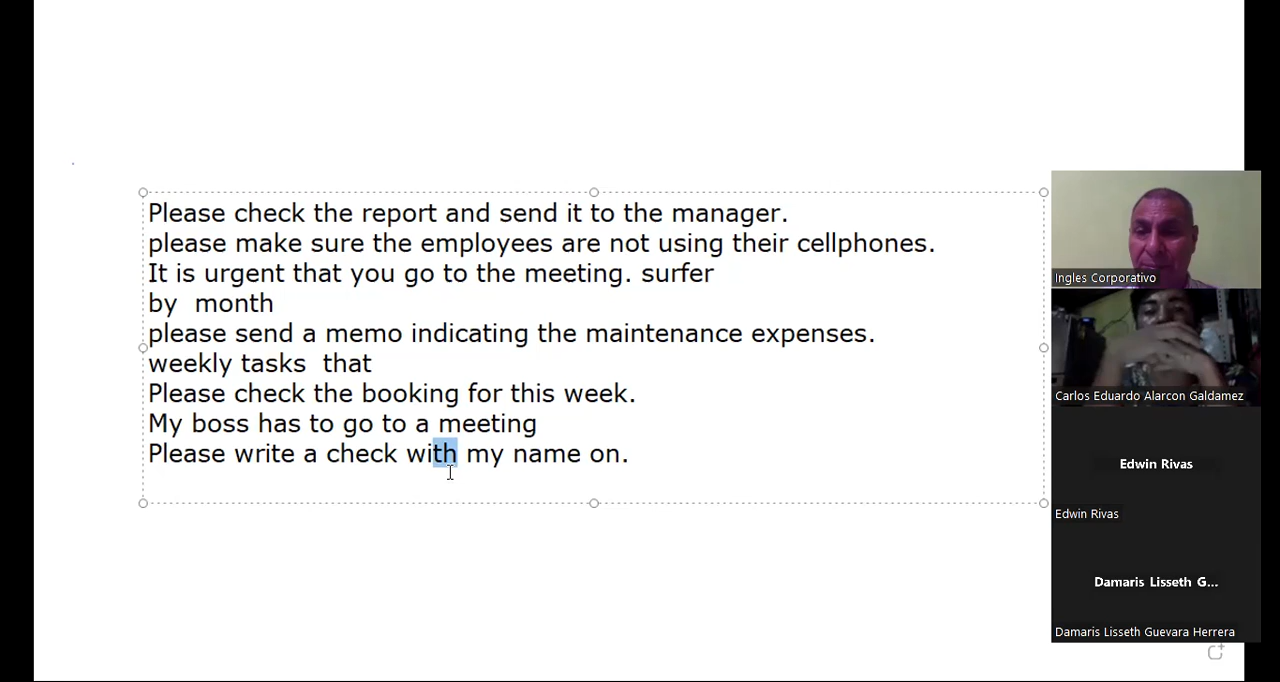 Please check the report and send it to the manager.
please make sure the employees are not using their cellphones.
It is urgent that you go to the meeting. surfer
by month
please send a memo indicating the maintenance expenses.
weekly tasks that
Please check the booking for this week.
My boss has to go to a meeting
Please write a check with my name on.
Ingles Corporativo
Carlos Eduardo Alarcon Galdamez
Edwin Rivas
Edwin Rivas
Damaris Lisseth G...
Damaris Lisseth Guevara Herrera